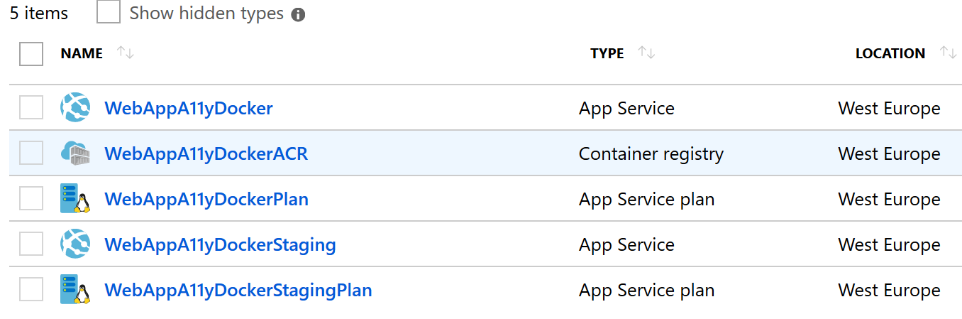 5 items Show hidden types
NAME TYPE LOCATION
WebAppA11yDocker App Service West Europe
WebAppA11yDockerACR Container registry West Europe
WebAppA11yDockerPlan App Service plan West Europe
WebAppA11yDockerStaging App Service West Europe
WebAppA11yDockerStagingPlan App Service plan West Europe